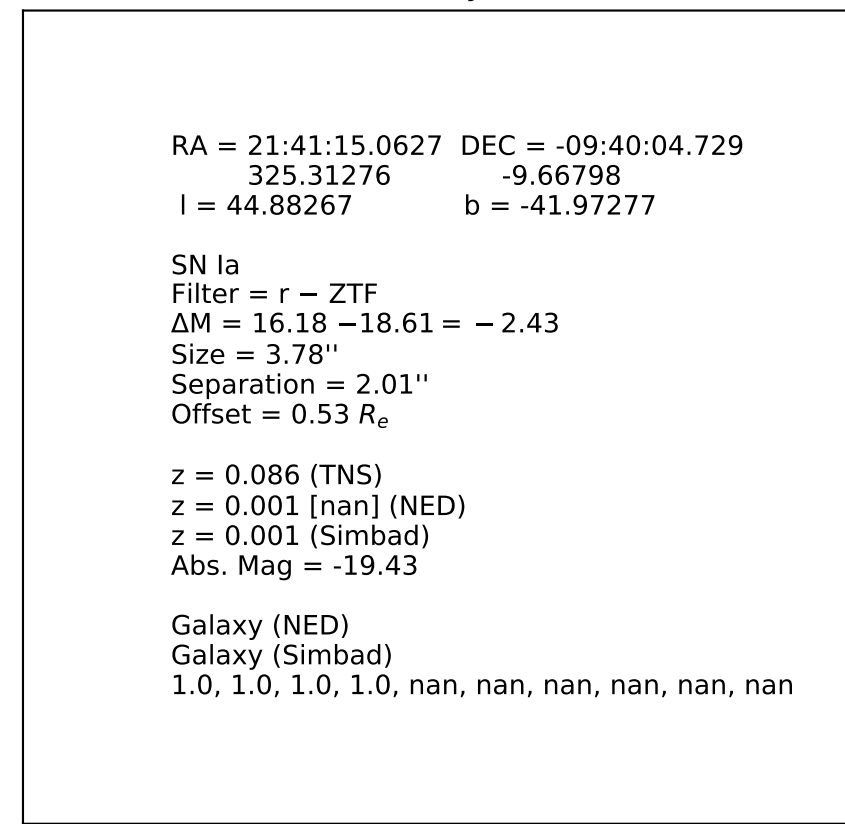 RA = 21:41:15.0627 DEC = -09:40:04.729
325.31276 -9.66798
l = 44.88267 b = -41.97277
SN Ia
Filter = r − ZTF
ΔM = 16.18 −18.61 = − 2.43
Size = 3.78''
Separation = 2.01''
Offset = 0.53 Re
z = 0.086 (TNS)
z = 0.001 [nan] (NED)
z = 0.001 (Simbad)
Abs. Mag = -19.43
Galaxy (NED)
Galaxy (Simbad)
1.0, 1.0, 1.0, 1.0, nan, nan, nan, nan, nan, nan